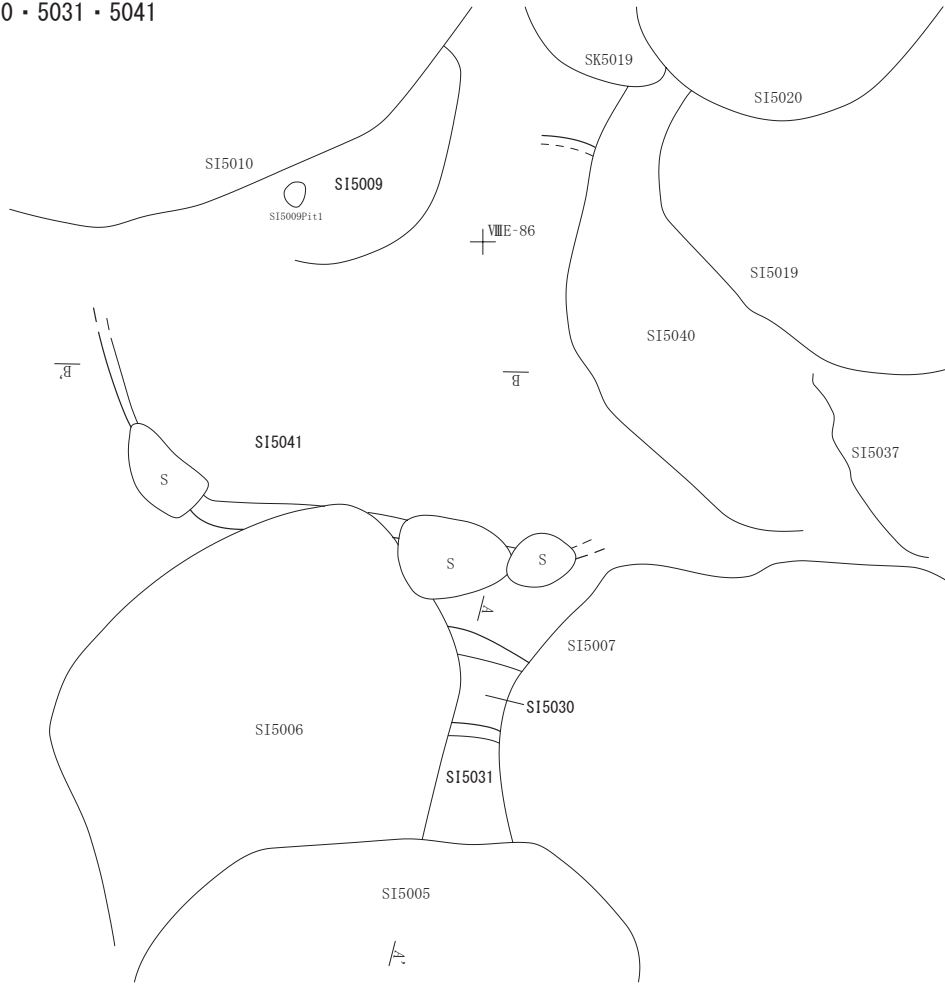 0・5031・5041
SK5019
SI5020
SI5010
SI5009
SI5009Pit1
ⅧE-86
SI5019
SI5040
B'
B
SI5041
SI5037
S
S
S
A
SI5007
SI5030
SI5006
SI5031
SI5005
A'